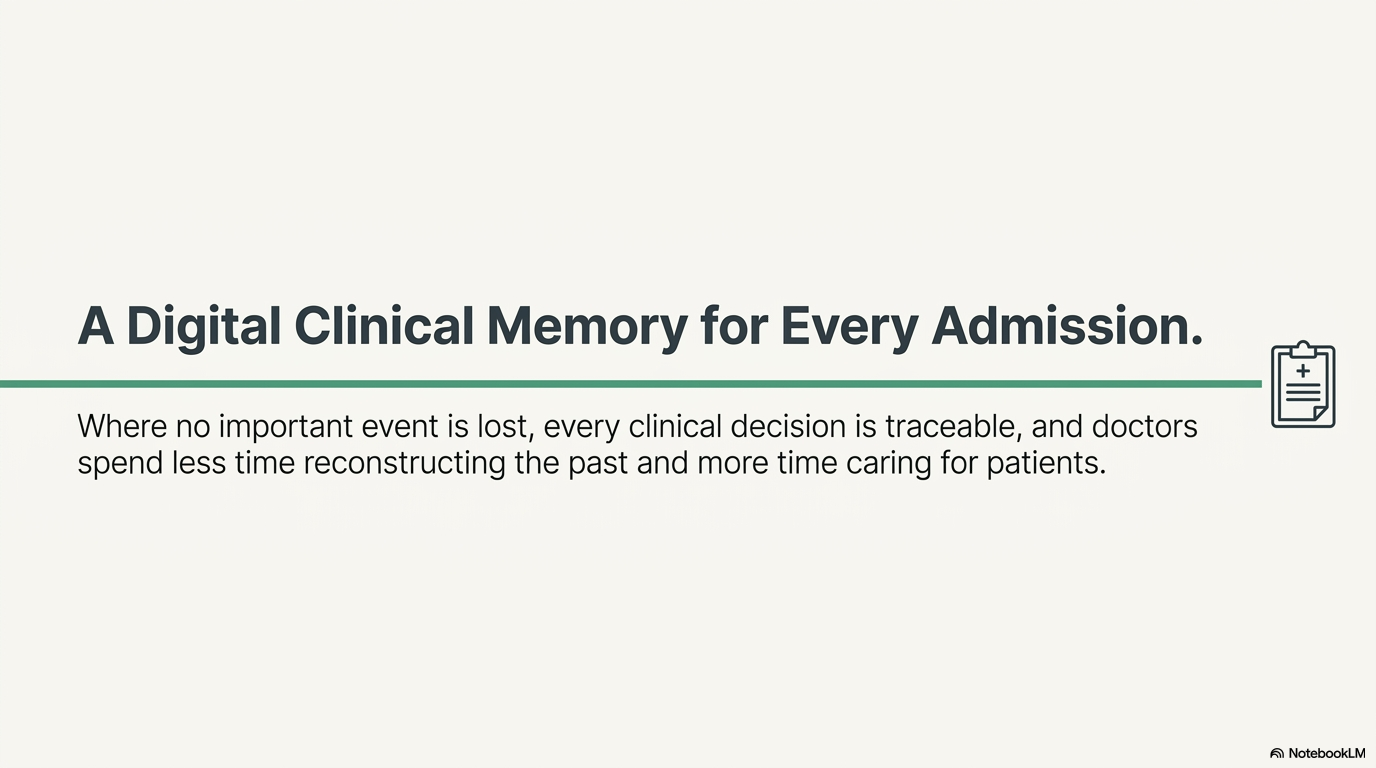 A Digital Clinical Memory for Every Admission.
Where no important event is lost, every clinical decision is traceable, and doctors
spend less time reconstructing the past and more time caring for patients.
NotebookLM